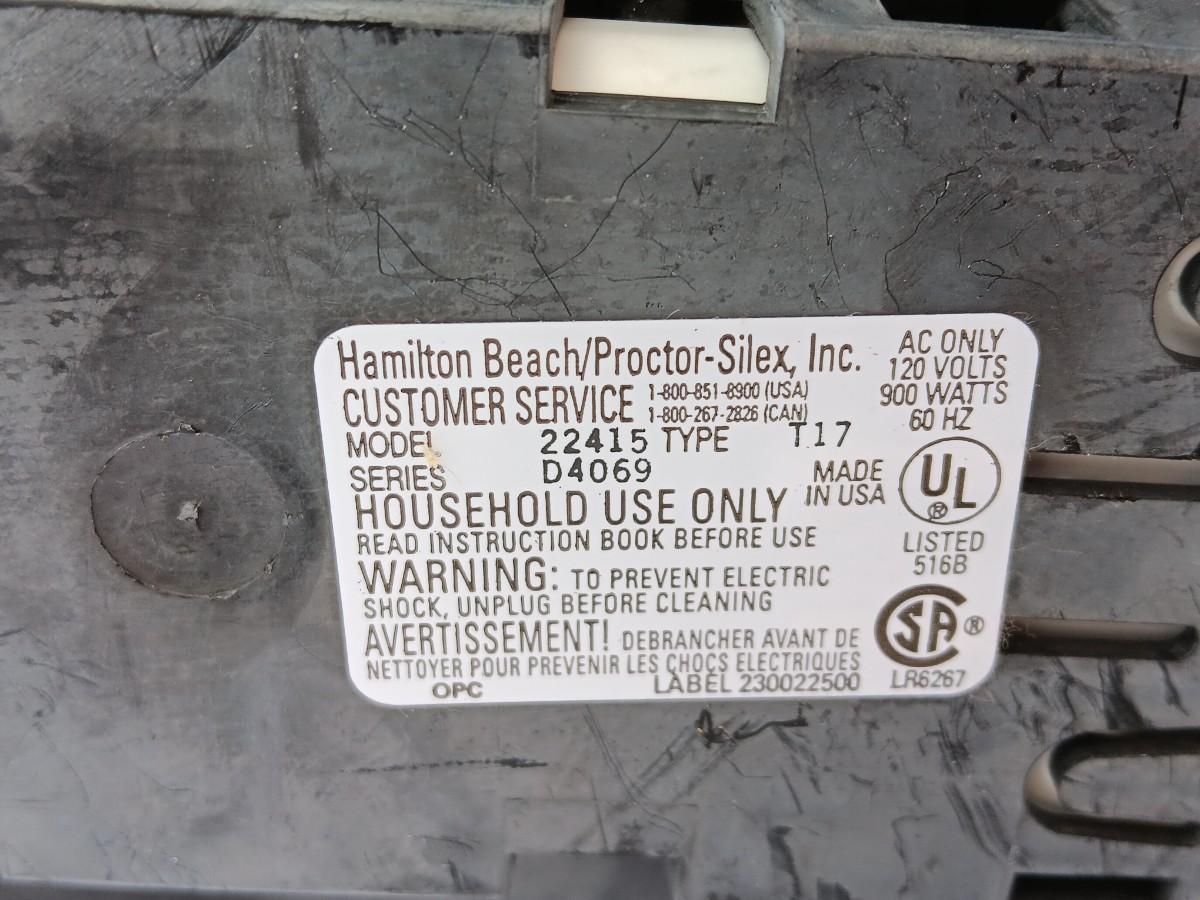 Hamilton Beach/Proctor-Silex, Inc.
CUSTOMER SERVICE 1-800-851-8900 (USA)
1-800-267-2826 (CAN)
AC ONLY
120 VOLTS
900 WATTS
60 HZ
MODEL 22415 TYPE T17
SERIES D4069
MADE
IN USA
UL ®
LISTED
516B
HOUSEHOLD USE ONLY
READ INSTRUCTION BOOK BEFORE USE
WARNING: TO PREVENT ELECTRIC
SHOCK, UNPLUG BEFORE CLEANING
AVERTISSEMENT! DEBRANCHER AVANT DE
NETTOYER POUR PREVENIR LES CHOCS ELECTRIQUES
OPC LABEL 230022500
SA ®
LR6267